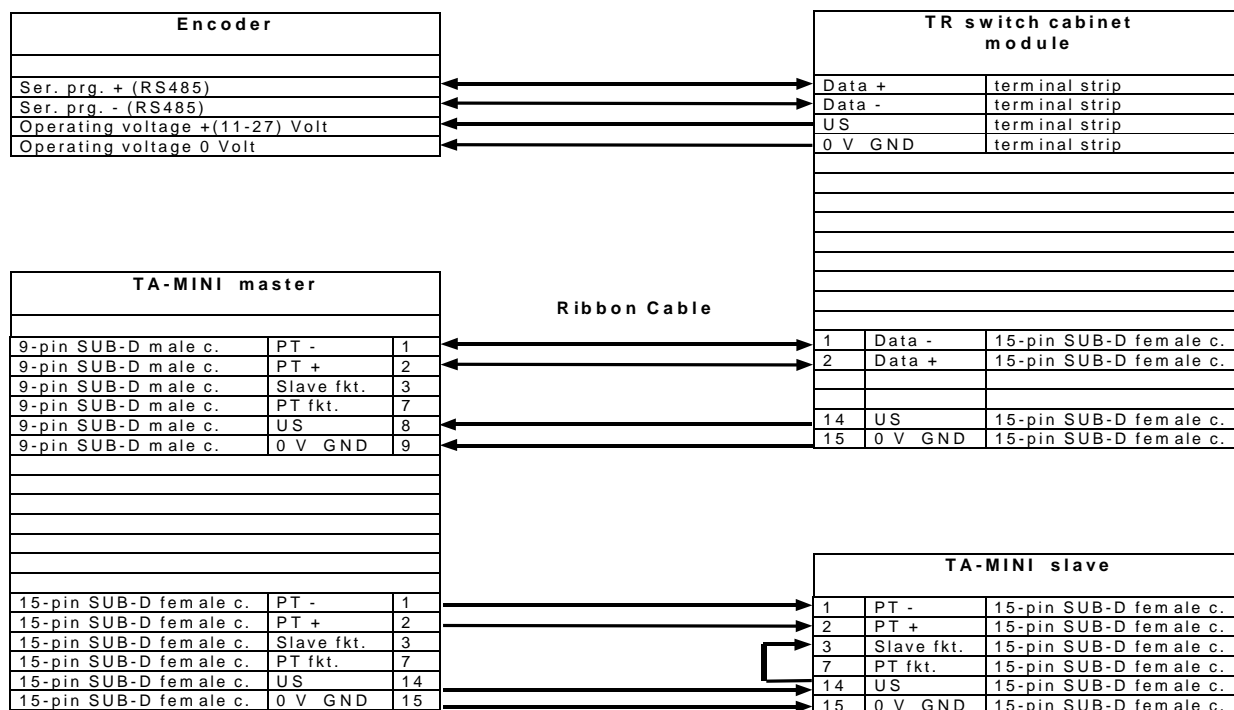 Encoder
Ser. prg. + (RS485)
Ser. prg. - (RS485)
Operating voltage +(11-27) Volt
Operating voltage 0 Volt
TR switch cabinet
module
Data + terminal strip
Data - terminal strip
US terminal strip
0 V GND terminal strip
TA-MINI master
9-pin SUB-D male c. PT - 1
9-pin SUB-D male c. PT + 2
9-pin SUB-D male c. Slave fkt. 3
9-pin SUB-D male c. PT fkt. 7
9-pin SUB-D male c. US 8
9-pin SUB-D male c. 0 V GND 9
Ribbon Cable
1 Data - 15-pin SUB-D female c.
2 Data + 15-pin SUB-D female c.
14 US 15-pin SUB-D female c.
15 0 V GND 15-pin SUB-D female c.
15-pin SUB-D female c. PT - 1
15-pin SUB-D female c. PT + 2
15-pin SUB-D female c. Slave fkt. 3
15-pin SUB-D female c. PT fkt. 7
15-pin SUB-D female c. US 14
15-pin SUB-D female c. 0 V GND 15
TA-MINI slave
1 PT - 15-pin SUB-D female c.
2 PT + 15-pin SUB-D female c.
3 Slave fkt. 15-pin SUB-D female c.
7 PT fkt. 15-pin SUB-D female c.
14 US 15-pin SUB-D female c.
15 0 V GND 15-pin SUB-D female c.